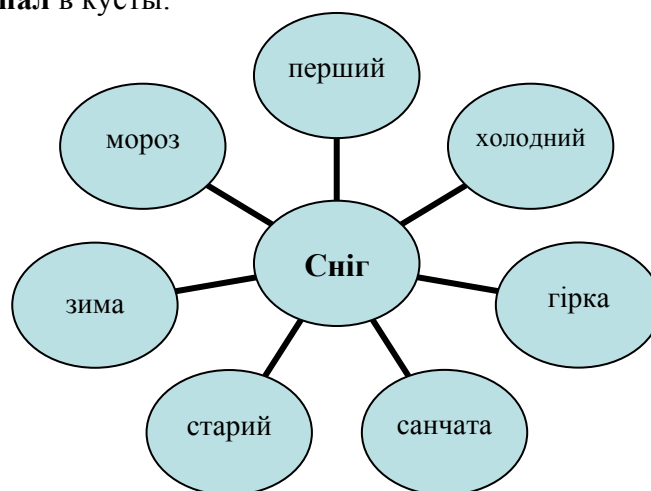 в кусты.
перший
мороз
холодний
Сніг
зима
гірка
старий
санчата